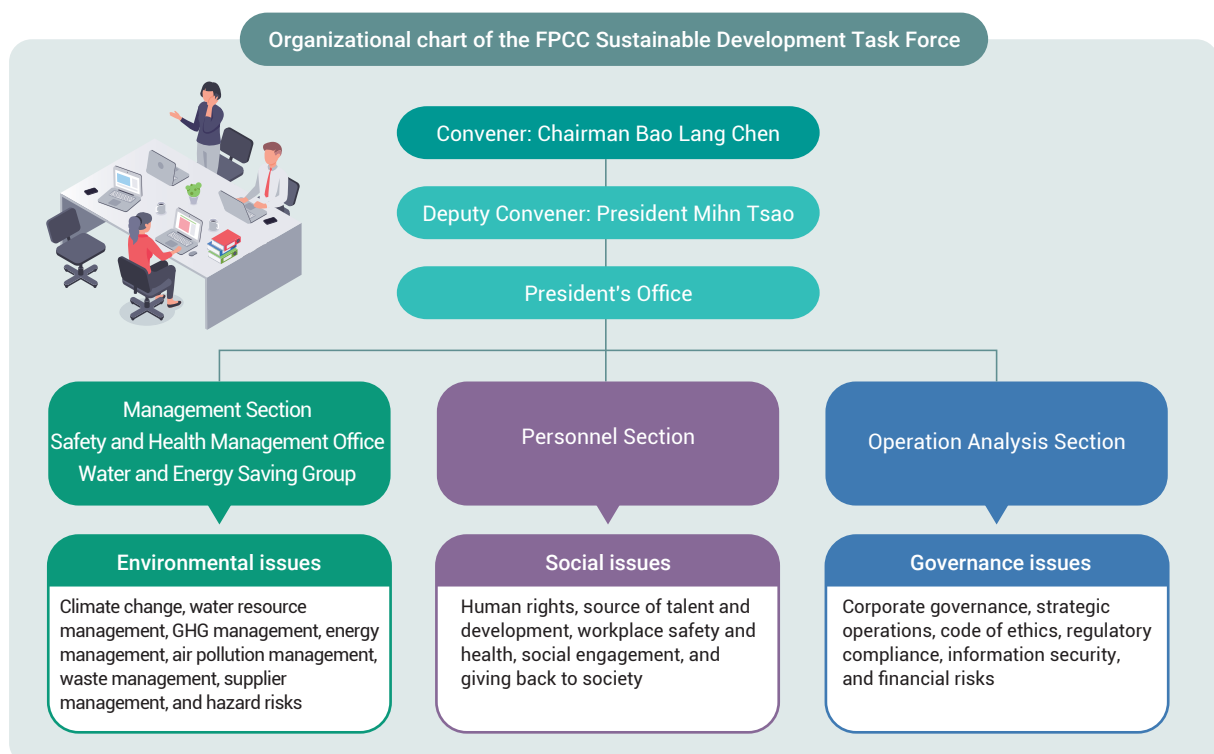 Organizational chart of the FPCC Sustainable Development Task Force
Convener: Chairman Bao Lang Chen
Deputy Convener: President Mihn Tsao
President's Office
Management Section
Safety and Health Management Office
Water and Energy Saving Group
Personnel Section
Operation Analysis Section
Environmental issues
Climate change, water resource
management, GHG management, energy
management, air pollution management,
waste management, supplier
management, and hazard risks
Social issues
Human rights, source of talent and
development, workplace safety and
health, social engagement, and
giving back to society
Governance issues
Corporate governance, strategic
operations, code of ethics, regulatory
compliance, information security,
and financial risks